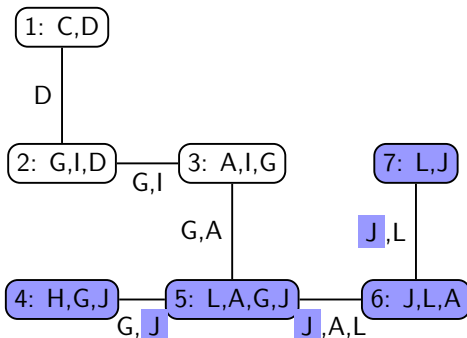 1: C,D
D
2: G,I,D
G,I
3: A,I,G
7: L,J
G,A
J,L
4: H,G,J
G,J
5: L,A,G,J
J,A,L
6: J,L,A